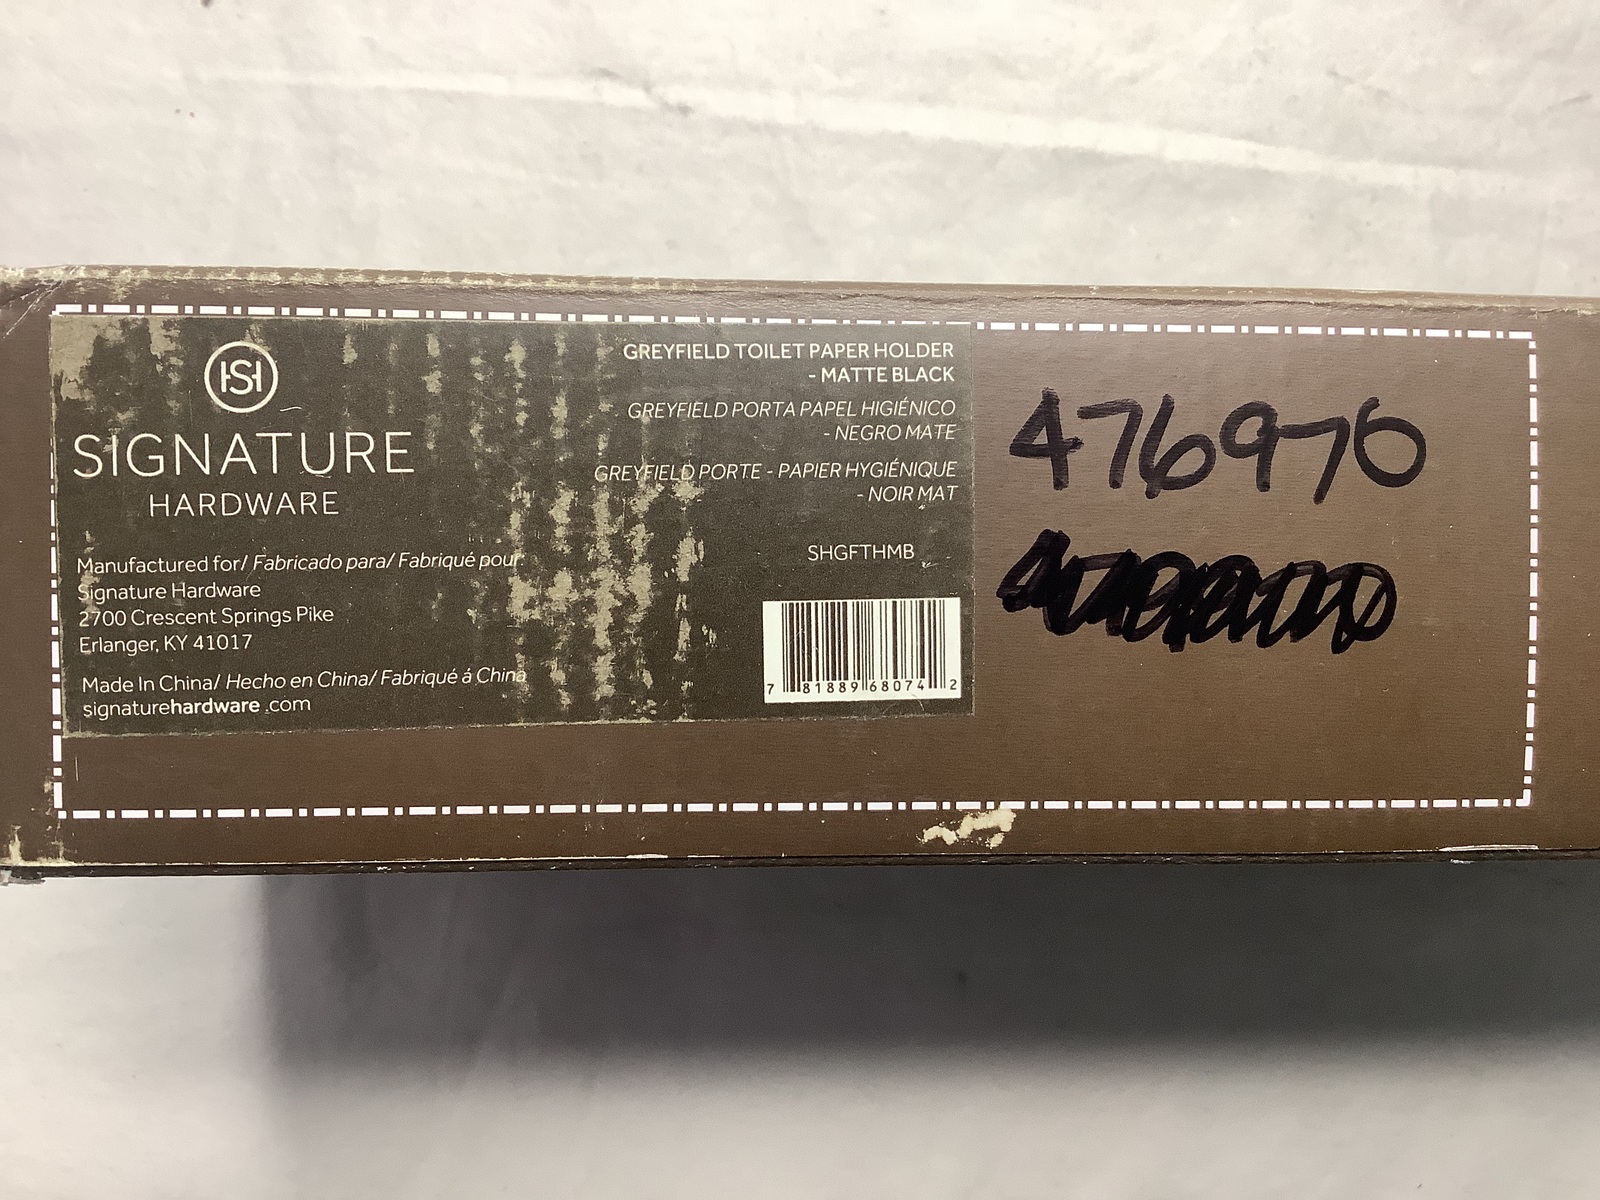 HSH
SIGNATURE
HARDWARE
Manufactured for/ Fabricado para/ Fabriqué pour:
Signature Hardware
2700 Crescent Springs Pike
Erlanger, KY 41017
Made In China/ Hecho en China/ Fabriqué á China
signaturehardware.com
GREYFIELD TOILET PAPER HOLDER
- MATTE BLACK
GREYFIELD PORTA PAPEL HIGIÉNICO
- NEGRO MATE
GREYFIELD PORTE - PAPIER HYGIÉNIQUE
- NOIR MAT
SHGFTHMB
7 81889 68074 2
476970